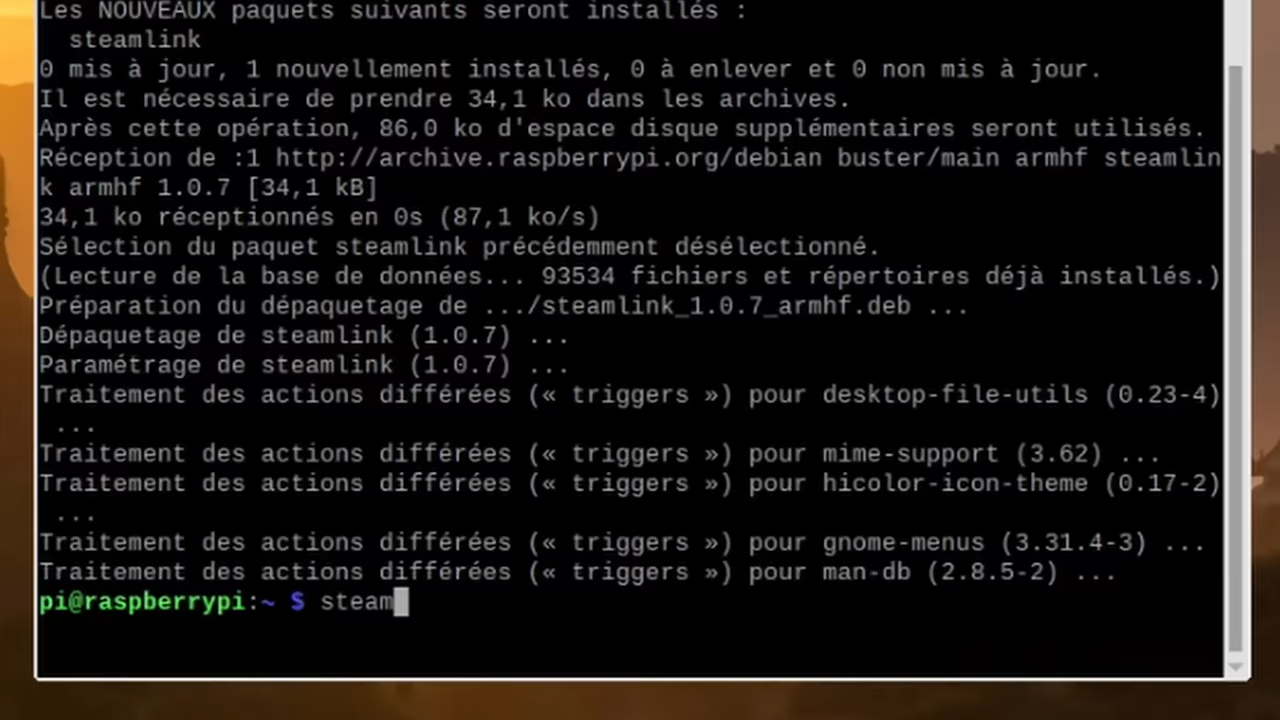 Les NOUVEAUX paquets suivants seront installés :
  steamlink
0 mis à jour, 1 nouvellement installés, 0 à enlever et 0 non mis à jour.
Il est nécessaire de prendre 34,1 ko dans les archives.
Après cette opération, 86,0 ko d'espace disque supplémentaires seront utilisés.
Réception de :1 http://archive.raspberrypi.org/debian buster/main armhf steamlin
k armhf 1.0.7 [34,1 kB]
34,1 ko réceptionnés en 0s (87,1 ko/s)
Sélection du paquet steamlink précédemment désélectionné.
(Lecture de la base de données... 93534 fichiers et répertoires déjà installés.)
Préparation du dépaquetage de .../steamlink_1.0.7_armhf.deb ...
Dépaquetage de steamlink (1.0.7) ...
Paramétrage de steamlink (1.0.7) ...
Traitement des actions différées (« triggers ») pour desktop-file-utils (0.23-4)
 ...
Traitement des actions différées (« triggers ») pour mime-support (3.62) ...
Traitement des actions différées (« triggers ») pour hicolor-icon-theme (0.17-2)
 ...
Traitement des actions différées (« triggers ») pour gnome-menus (3.31.4-3) ...
Traitement des actions différées (« triggers ») pour man-db (2.8.5-2) ...
pi@raspberrypi:~ $ steam